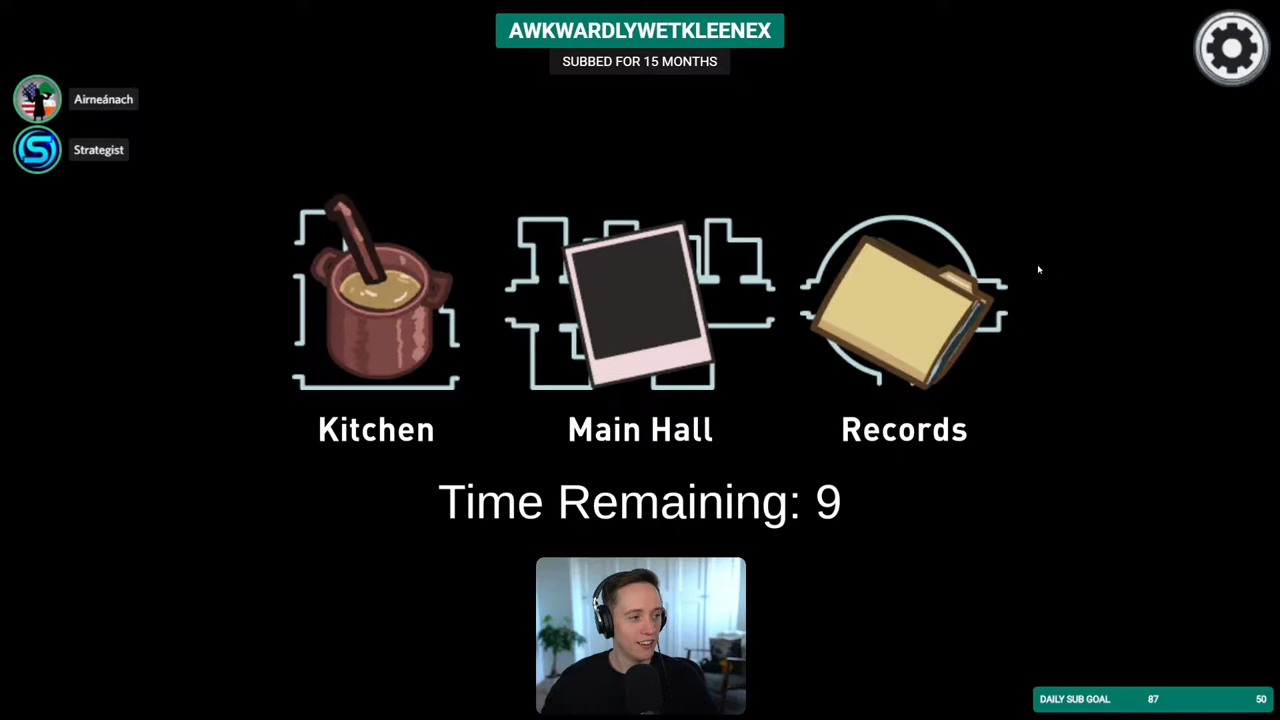 AWKWARDLYWETKLEENEX
SUBBED FOR 15 MONTHS
Airneánach
Strategist
Kitchen
Main Hall
Records
Time Remaining: 9
DAILY SUB GOAL 87 50